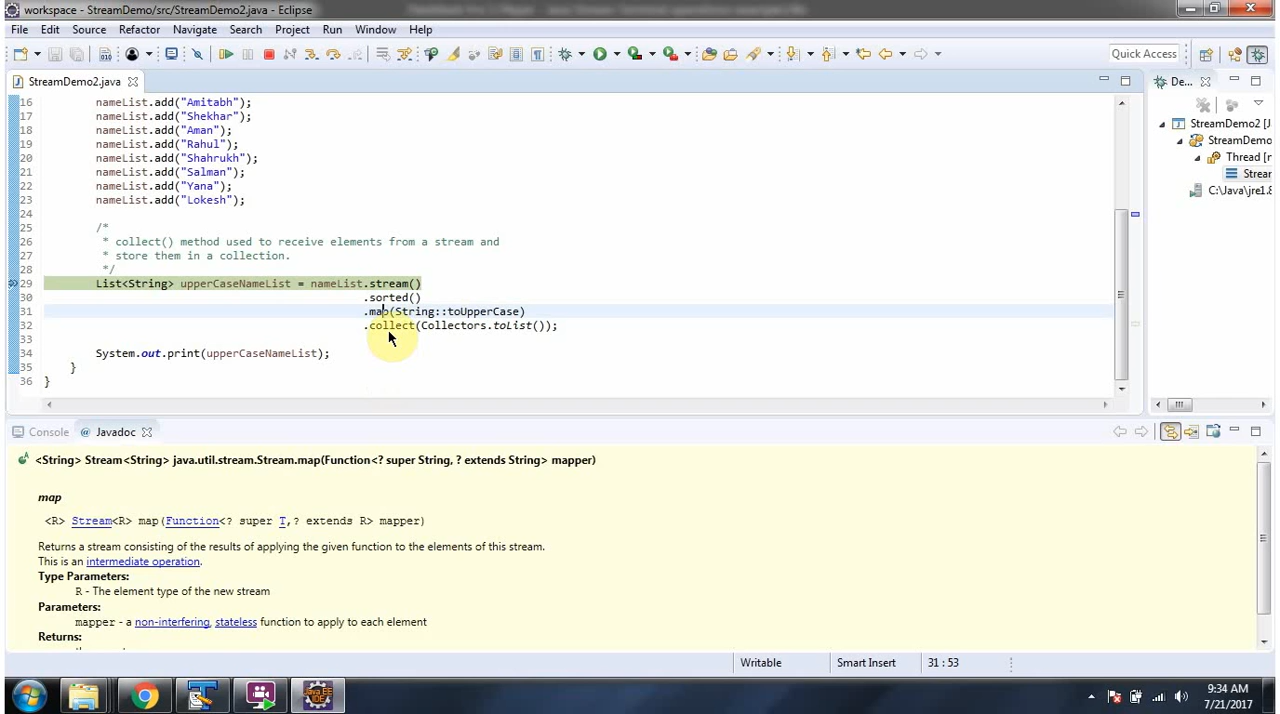 workspace - StreamDemo/src/StreamDemo2.java - Eclipse
File Edit Source Refactor Navigate Search Project Run Window Help
Quick Access
StreamDemo2.java
De...
16 nameList.add("Amitabh");
17 nameList.add("Shekhar");
18 nameList.add("Aman");
19 nameList.add("Rahul");
20 nameList.add("Shahrukh");
21 nameList.add("Salman");
22 nameList.add("Yana");
23 nameList.add("Lokesh");
24
25 /*
26 * collect() method used to receive elements from a stream and
27 * store them in a collection.
28 */
29 List<String> upperCaseNameList = nameList.stream()
30 .sorted()
31 .map(String::toUpperCase)
32 .collect(Collectors.toList());
33
34 System.out.print(upperCaseNameList);
35 }
36 }
StreamDemo2 [J
StreamDemo
Thread [
Strear
C:\Java\jre1.8
Console Javadoc
<String> Stream<String> java.util.stream.Stream.map(Function<? super String, ? extends String> mapper)
map
<R> Stream<R> map(Function<? super T,? extends R> mapper)
Returns a stream consisting of the results of applying the given function to the elements of this stream.
This is an intermediate operation.
Type Parameters:
R - The element type of the new stream
Parameters:
mapper - a non-interfering, stateless function to apply to each element
Returns:
Writable Smart Insert 31 : 53
Java EE
IDE
9:34 AM
7/21/2017